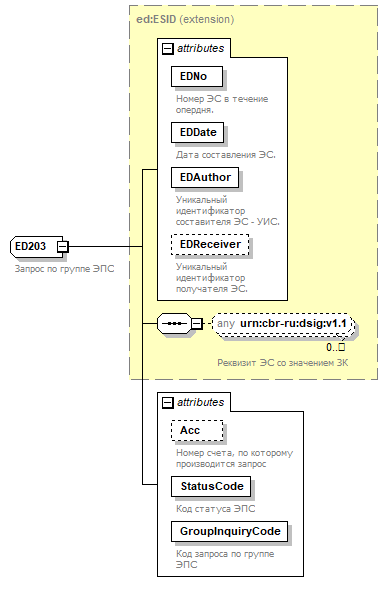 ed:ESID (extension)
attributes
EDNo
Номер ЭС в течение
опердня.
EDDate
Дата составления ЭС.
EDAuthor
Уникальный
идентификатор
составителя ЭС - УИС.
EDReceiver
Уникальный
идентификатор
получателя ЭС.
ED203
Запрос по группе ЭПС
any urn:cbr-ru:dsig:v1.1
0..
Реквизит ЭС со значением ЗК
attributes
Acc
Номер счета, по которому
производится запрос
StatusCode
Код статуса ЭПС
GroupInquiryCode
Код запроса по группе
ЭПС